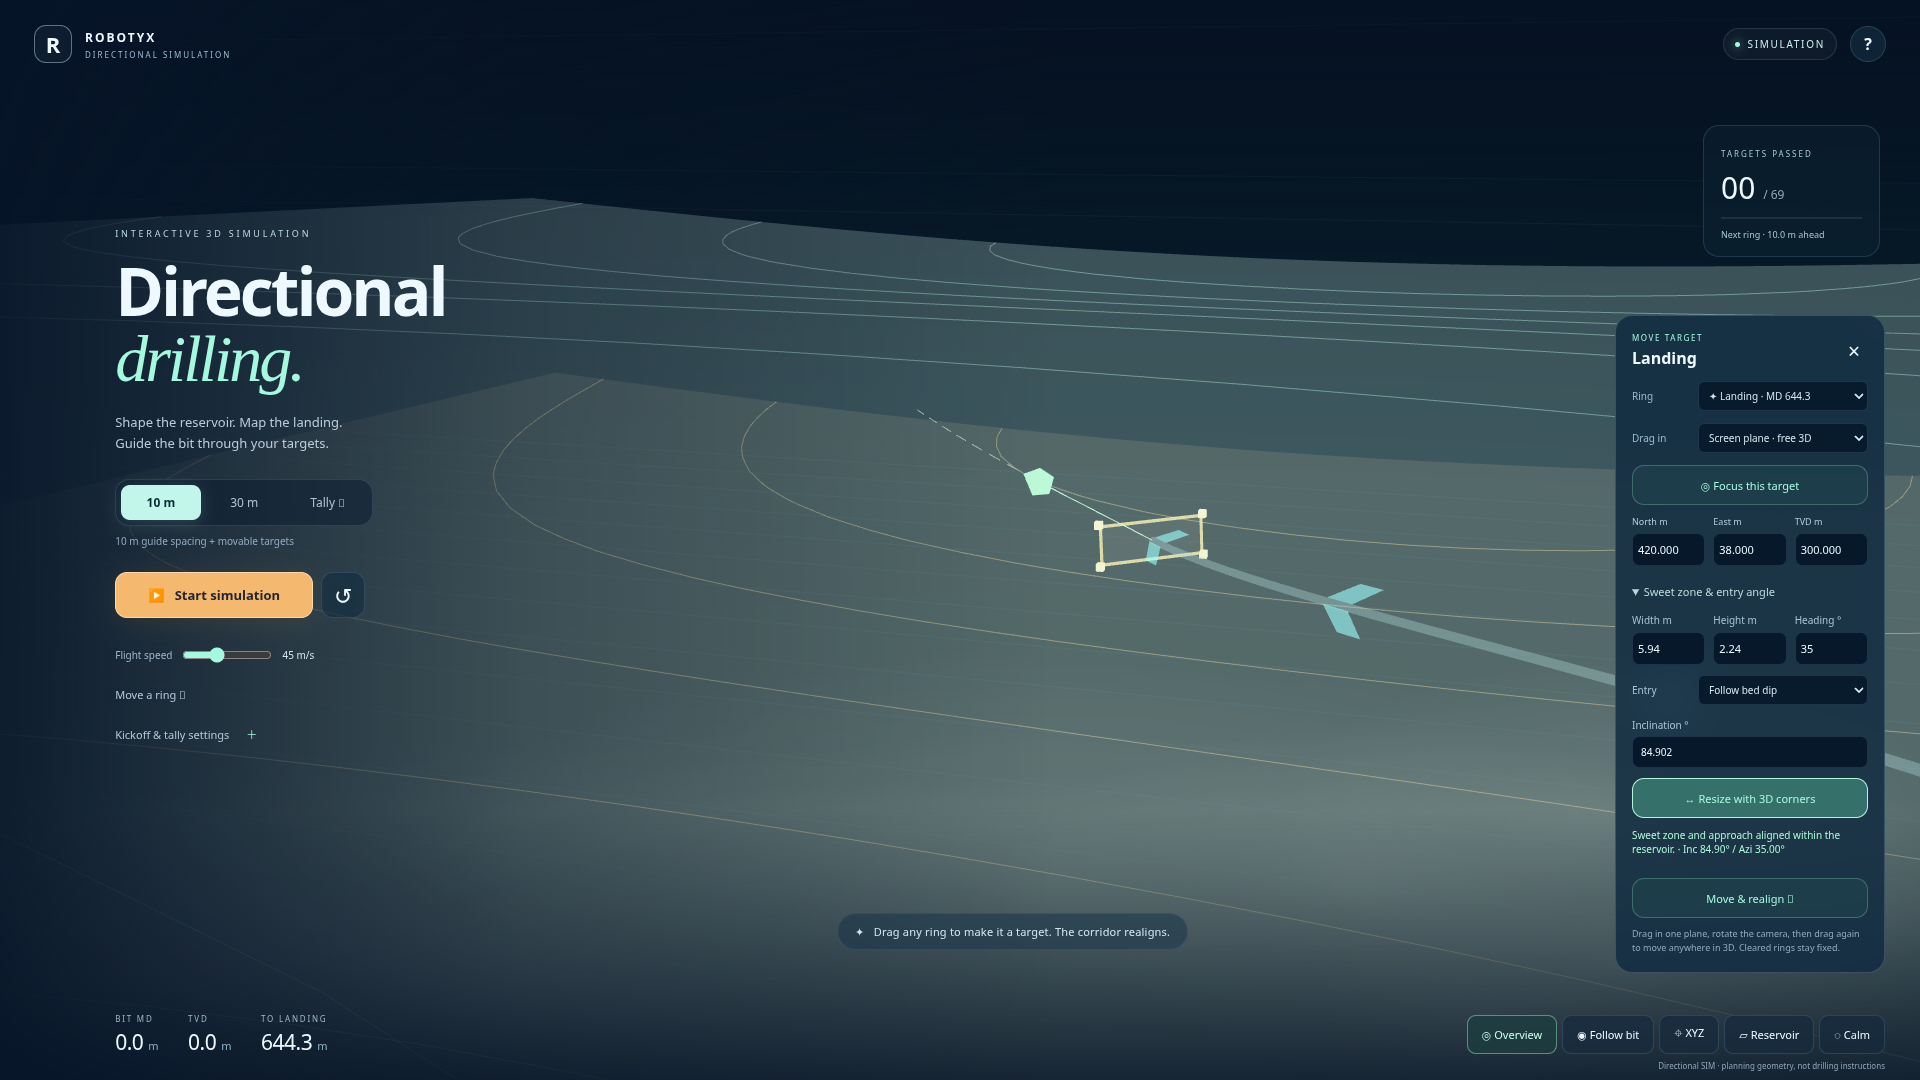 R
ROBOTYX
DIRECTIONAL SIMULATION
SIMULATION
?
TARGETS PASSED
00 / 69
Next ring · 10.0 m ahead
INTERACTIVE 3D SIMULATION
Directional
drilling.
Shape the reservoir. Map the landing.
Guide the bit through your targets.
10 m 30 m Tally
10 m guide spacing + movable targets
Start simulation
Flight speed 45 m/s
Move a ring
Kickoff & tally settings +
MOVE TARGET
Landing
Ring ✦ Landing · MD 644.3
Drag in Screen plane · free 3D
◎ Focus this target
North m East m TVD m
420.000 38.000 300.000
▼ Sweet zone & entry angle
Width m Height m Heading °
5.94 2.24 35
Entry Follow bed dip
Inclination °
84.902
↔ Resize with 3D corners
Sweet zone and approach aligned within the
reservoir. · Inc 84.90° / Azi 35.00°
Move & realign
Drag in one plane, rotate the camera, then drag again
to move anywhere in 3D. Cleared rings stay fixed.
✦ Drag any ring to make it a target. The corridor realigns.
BIT MD TVD TO LANDING
0.0 m 0.0 m 644.3 m
◎ Overview ◉ Follow bit ⌖ XYZ ▱ Reservoir ○ Calm
Directional SIM · planning geometry, not drilling instructions